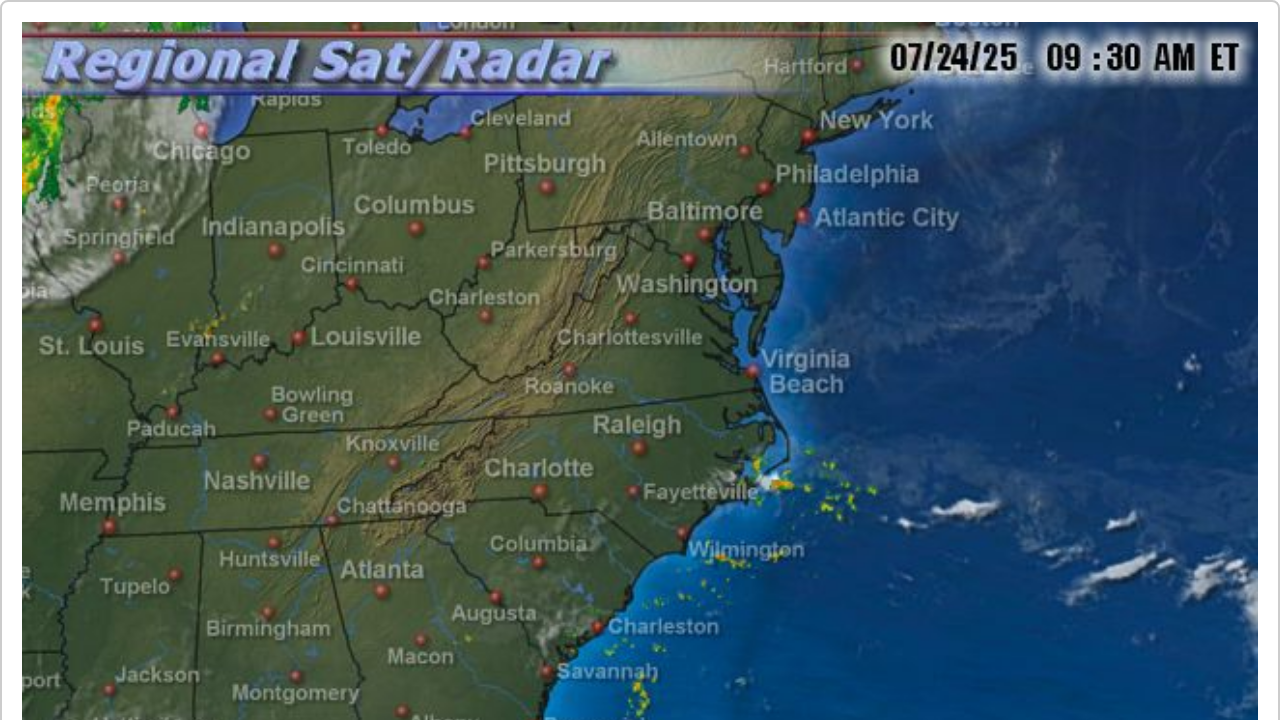 London
Boston
Regional Sat/Radar
07/24/25 09 :30 AM ET
Hartford
Rapids
Cleveland
New York
Chicago
Toledo
Allentown
Pittsburgh
Philadelphia
Peoria
Columbus
Baltimore
Atlantic City
Springfield
Indianapolis
Parkersburg
Cincinnati
Washington
Charleston
St. Louis
Evansville
Louisville
Charlottesville
Virginia
Beach
Roanoke
Bowling
Green
Paducah
Raleigh
Knoxville
Nashville
Charlotte
Fayetteville
Memphis
Chattanooga
Wilmington
Huntsville
Columbia
Atlanta
Tupelo
Augusta
Birmingham
Charleston
Macon
Jackson
port
Savannah
Montgomery
Albany